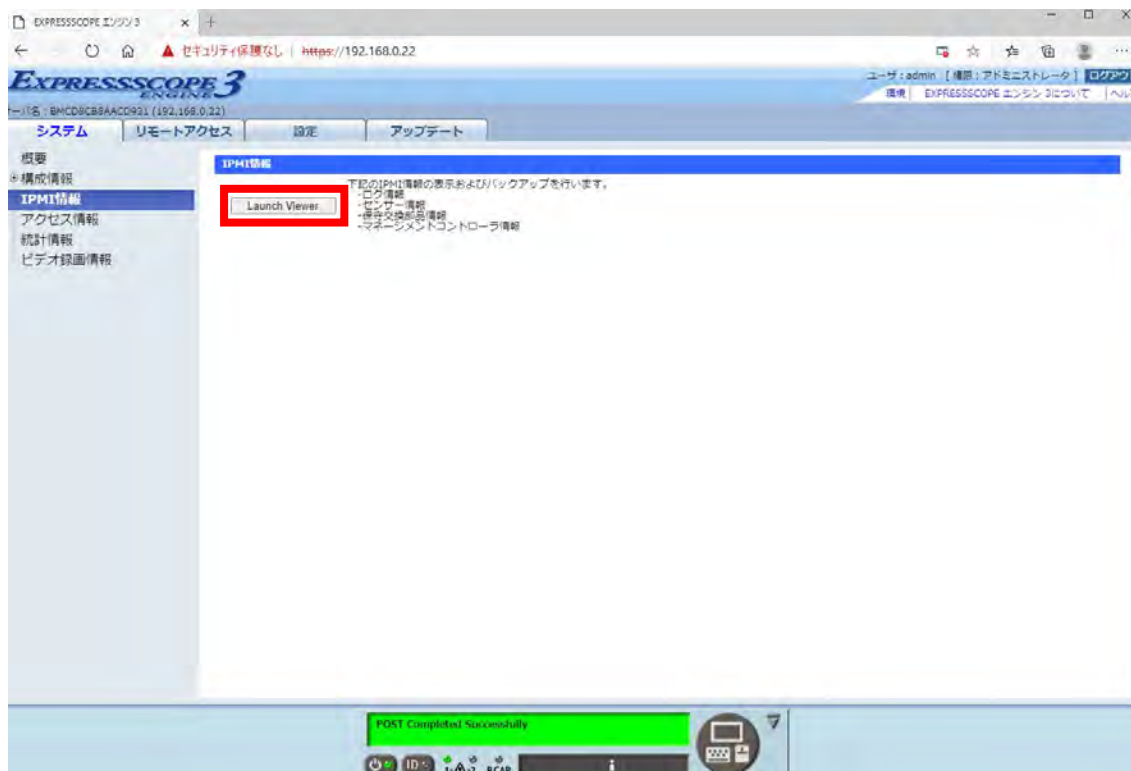 EXPRESSSCOPE エンジン 3
セキュリティ保護なし | https://192.168.0.22
EXPRESSSCOPE ENGINE 3
ユーザ : admin [ 権限 : アドミニストレータ ] ログアウ
環境 | EXPRESSSCOPE エンジン 3について | ヘル
ーバ名 : (192.168.0.22)
システム リモートアクセス 設定 アップデート
概要
構成情報
IPMI情報
アクセス情報
統計情報
ビデオ録画情報
IPMI情報
下記のIPMI情報の表示およびバックアップを行います。
Launch Viewer
-ログ情報
-センサー情報
-保守交換部品情報
-マネージメントコントローラ情報
POST Completed Successfully
ID 1 2 BCAR